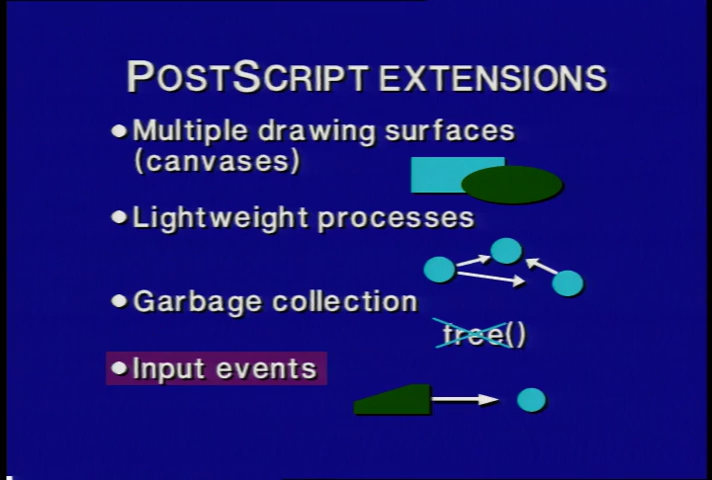 POSTSCRIPT EXTENSIONS
•Multiple drawing surfaces
(canvases)
•Lightweight processes
•Garbage collection
free()
•Input events